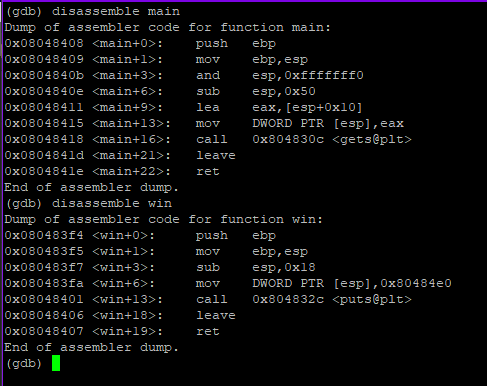 (gdb) disassemble main
Dump of assembler code for function main:
0x08048408 <main+0>:    push   ebp
0x08048409 <main+1>:    mov    ebp,esp
0x0804840b <main+3>:    and    esp,0xfffffff0
0x0804840e <main+6>:    sub    esp,0x50
0x08048411 <main+9>:    lea    eax,[esp+0x10]
0x08048415 <main+13>:   mov    DWORD PTR [esp],eax
0x08048418 <main+16>:   call   0x804830c <gets@plt>
0x0804841d <main+21>:   leave
0x0804841e <main+22>:   ret
End of assembler dump.
(gdb) disassemble win
Dump of assembler code for function win:
0x080483f4 <win+0>:     push   ebp
0x080483f5 <win+1>:     mov    ebp,esp
0x080483f7 <win+3>:     sub    esp,0x18
0x080483fa <win+6>:     mov    DWORD PTR [esp],0x80484e0
0x08048401 <win+13>:    call   0x804832c <puts@plt>
0x08048406 <win+18>:    leave
0x08048407 <win+19>:    ret
End of assembler dump.
(gdb)